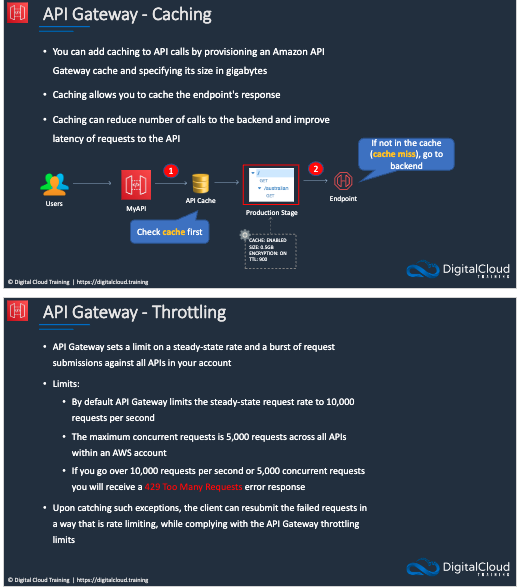 API Gateway - Caching
• You can add caching to API calls by provisioning an Amazon API
Gateway cache and specifying its size in gigabytes
• Caching allows you to cache the endpoint's response
• Caching can reduce number of calls to the backend and improve
latency of requests to the API
If not in the cache
(cache miss), go to
backend
1
2
/
GET
/australian
GET
Users
MyAPI
API Cache
Production Stage
Endpoint
Check cache first
CACHE: ENABLED
SIZE: 0.5GB
ENCRYPTION: ON
TTL: 900
© Digital Cloud Training | https://digitalcloud.training
DigitalCloud
TRAINING
API Gateway - Throttling
• API Gateway sets a limit on a steady-state rate and a burst of request
submissions against all APIs in your account
• Limits:
• By default API Gateway limits the steady-state request rate to 10,000
requests per second
• The maximum concurrent requests is 5,000 requests across all APIs
within an AWS account
• If you go over 10,000 requests per second or 5,000 concurrent requests
you will receive a 429 Too Many Requests error response
• Upon catching such exceptions, the client can resubmit the failed requests in
a way that is rate limiting, while complying with the API Gateway throttling
limits
© Digital Cloud Training | https://digitalcloud.training
DigitalCloud
TRAINING